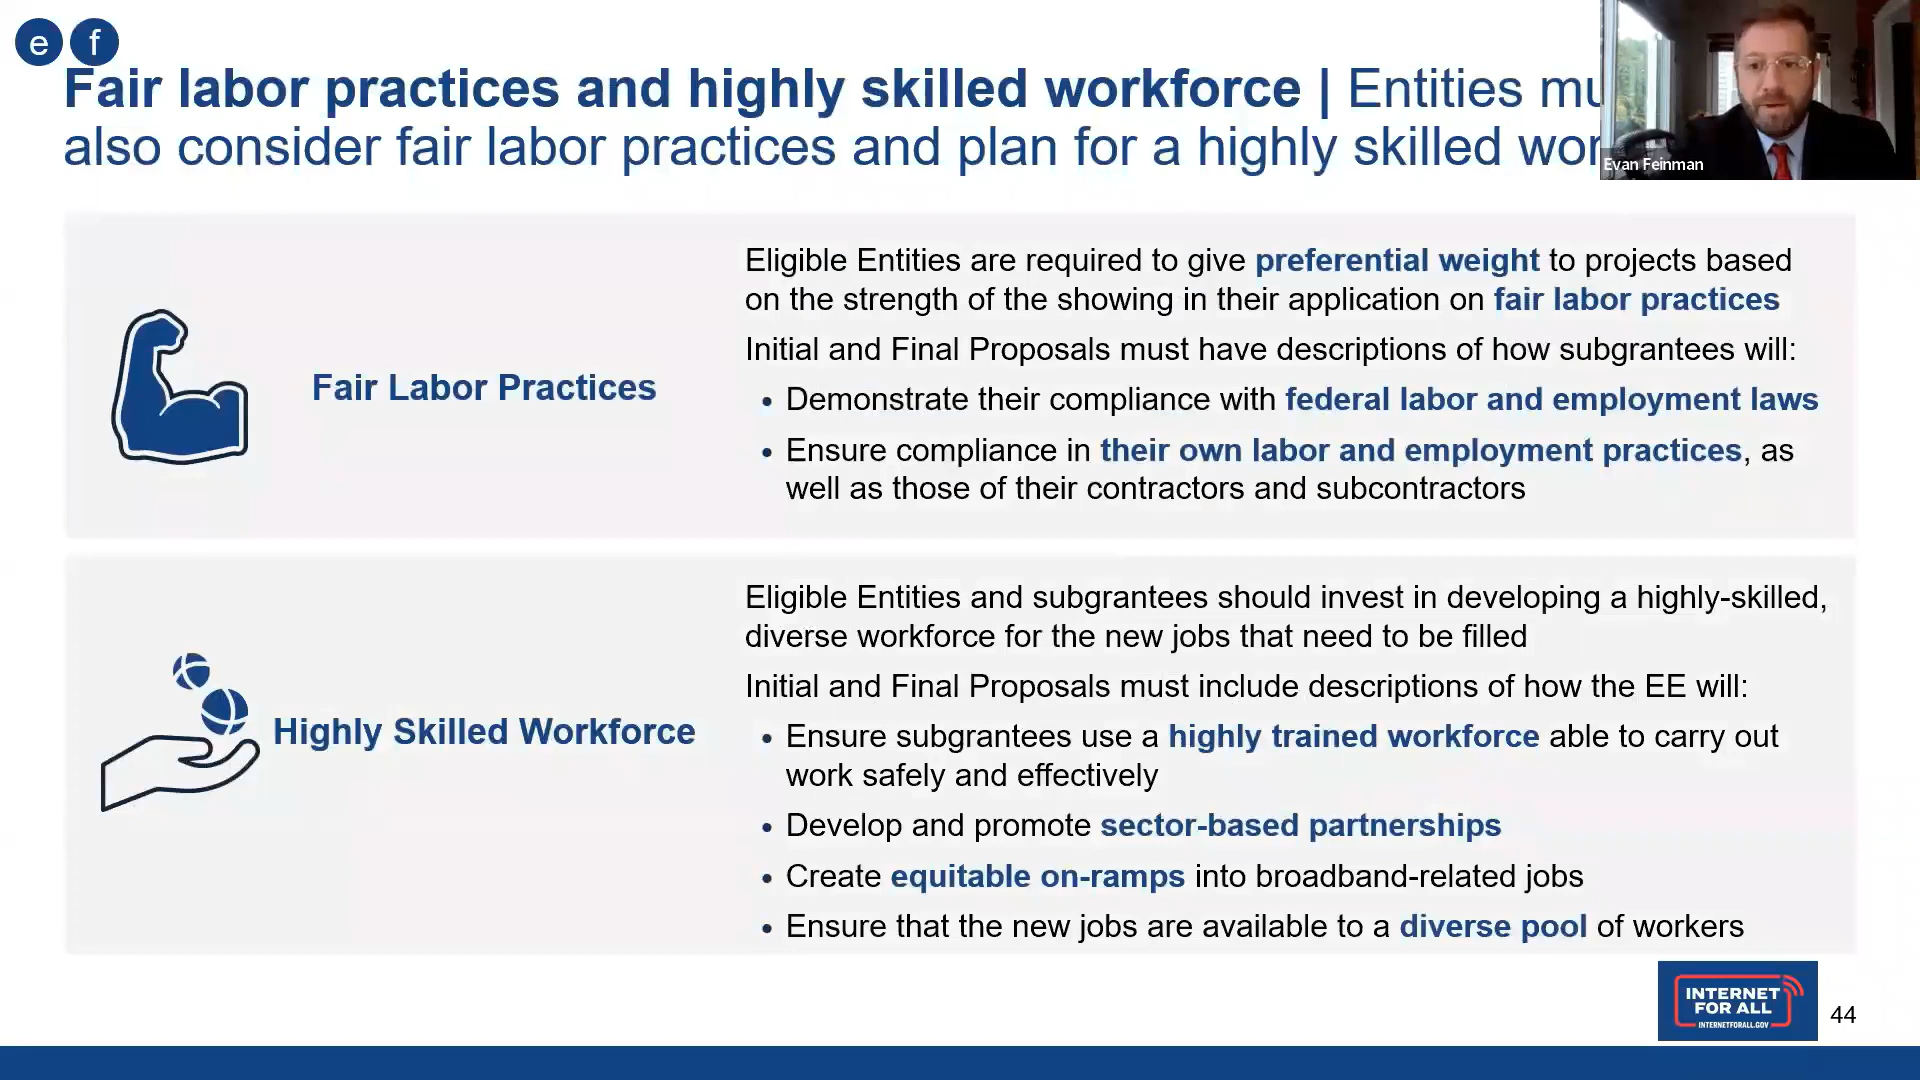 e f
Fair labor practices and highly skilled workforce | Entities
also consider fair labor practices and plan for a highly skilled
Evan Feinman
Fair Labor Practices
Eligible Entities are required to give preferential weight to projects based
on the strength of the showing in their application on fair labor practices
Initial and Final Proposals must have descriptions of how subgrantees will:
• Demonstrate their compliance with federal labor and employment laws
• Ensure compliance in their own labor and employment practices, as
well as those of their contractors and subcontractors
Highly Skilled Workforce
Eligible Entities and subgrantees should invest in developing a highly-skilled,
diverse workforce for the new jobs that need to be filled
Initial and Final Proposals must include descriptions of how the EE will:
• Ensure subgrantees use a highly trained workforce able to carry out
work safely and effectively
• Develop and promote sector-based partnerships
• Create equitable on-ramps into broadband-related jobs
• Ensure that the new jobs are available to a diverse pool of workers
INTERNET
FOR ALL
INTERNETFORALL.GOV
44